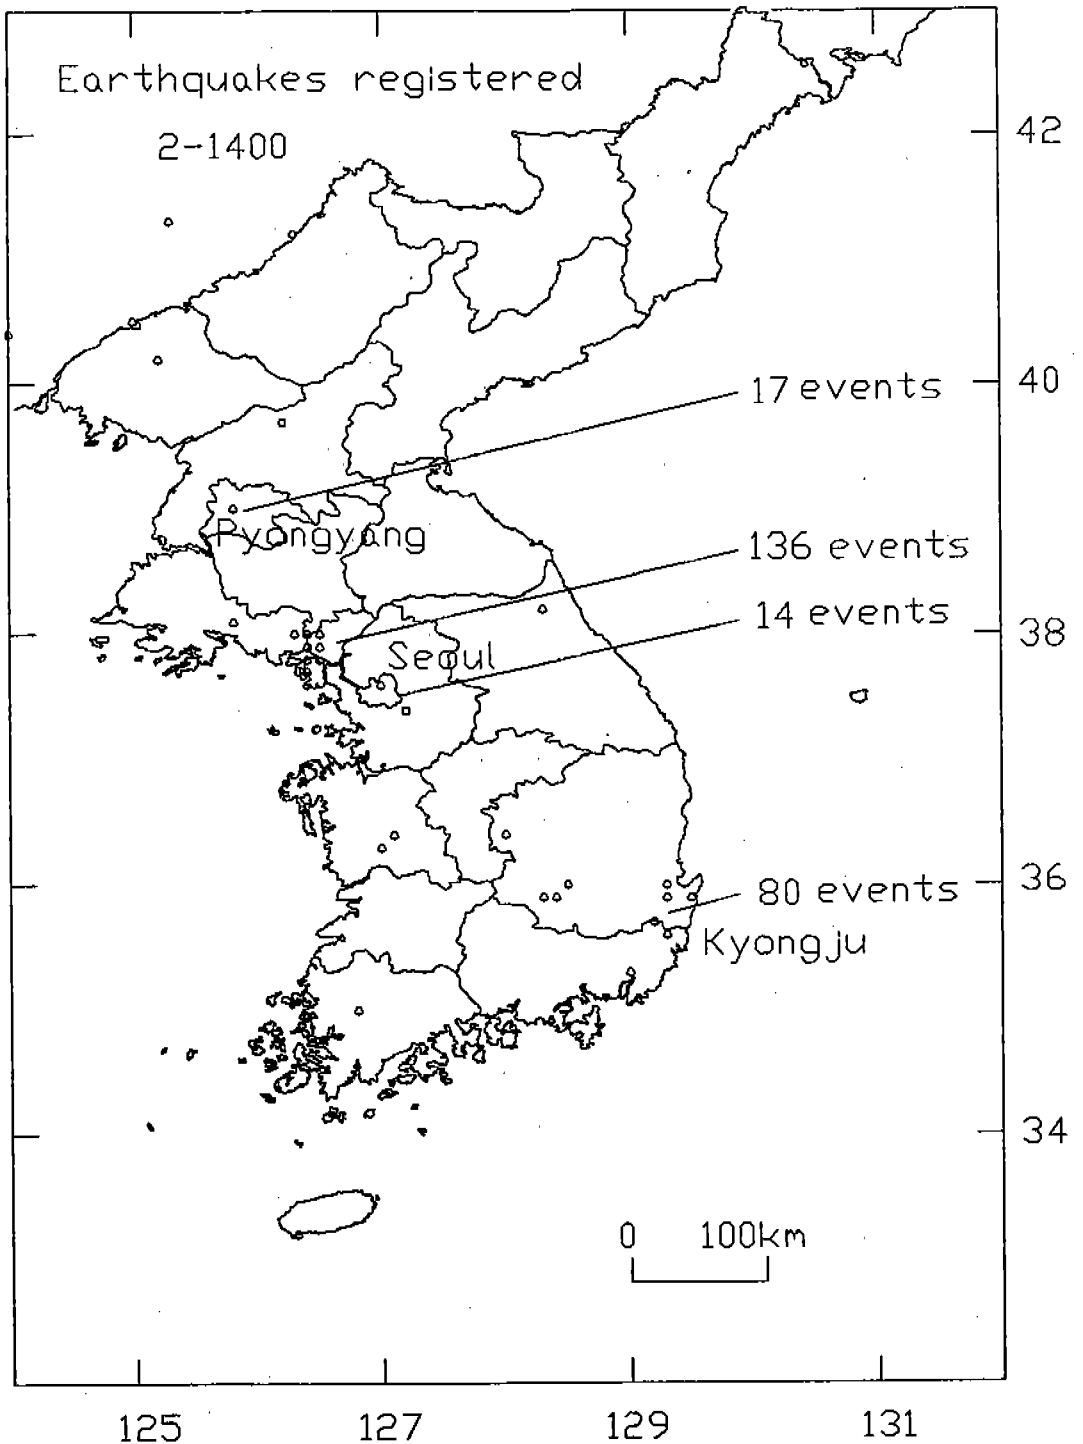 Earthquakes registered
2-1400
42
40
17 events
Pyongyang
136 events
14 events
38
Seoul
36
80 events
Kyongju
34
0 100km
125 127 129 131